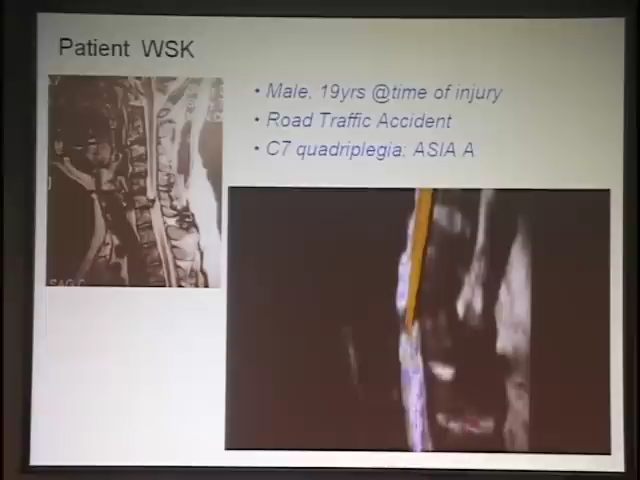 Patient WSK
• Male, 19yrs @time of injury
• Road Traffic Accident
• C7 quadriplegia; ASIA A